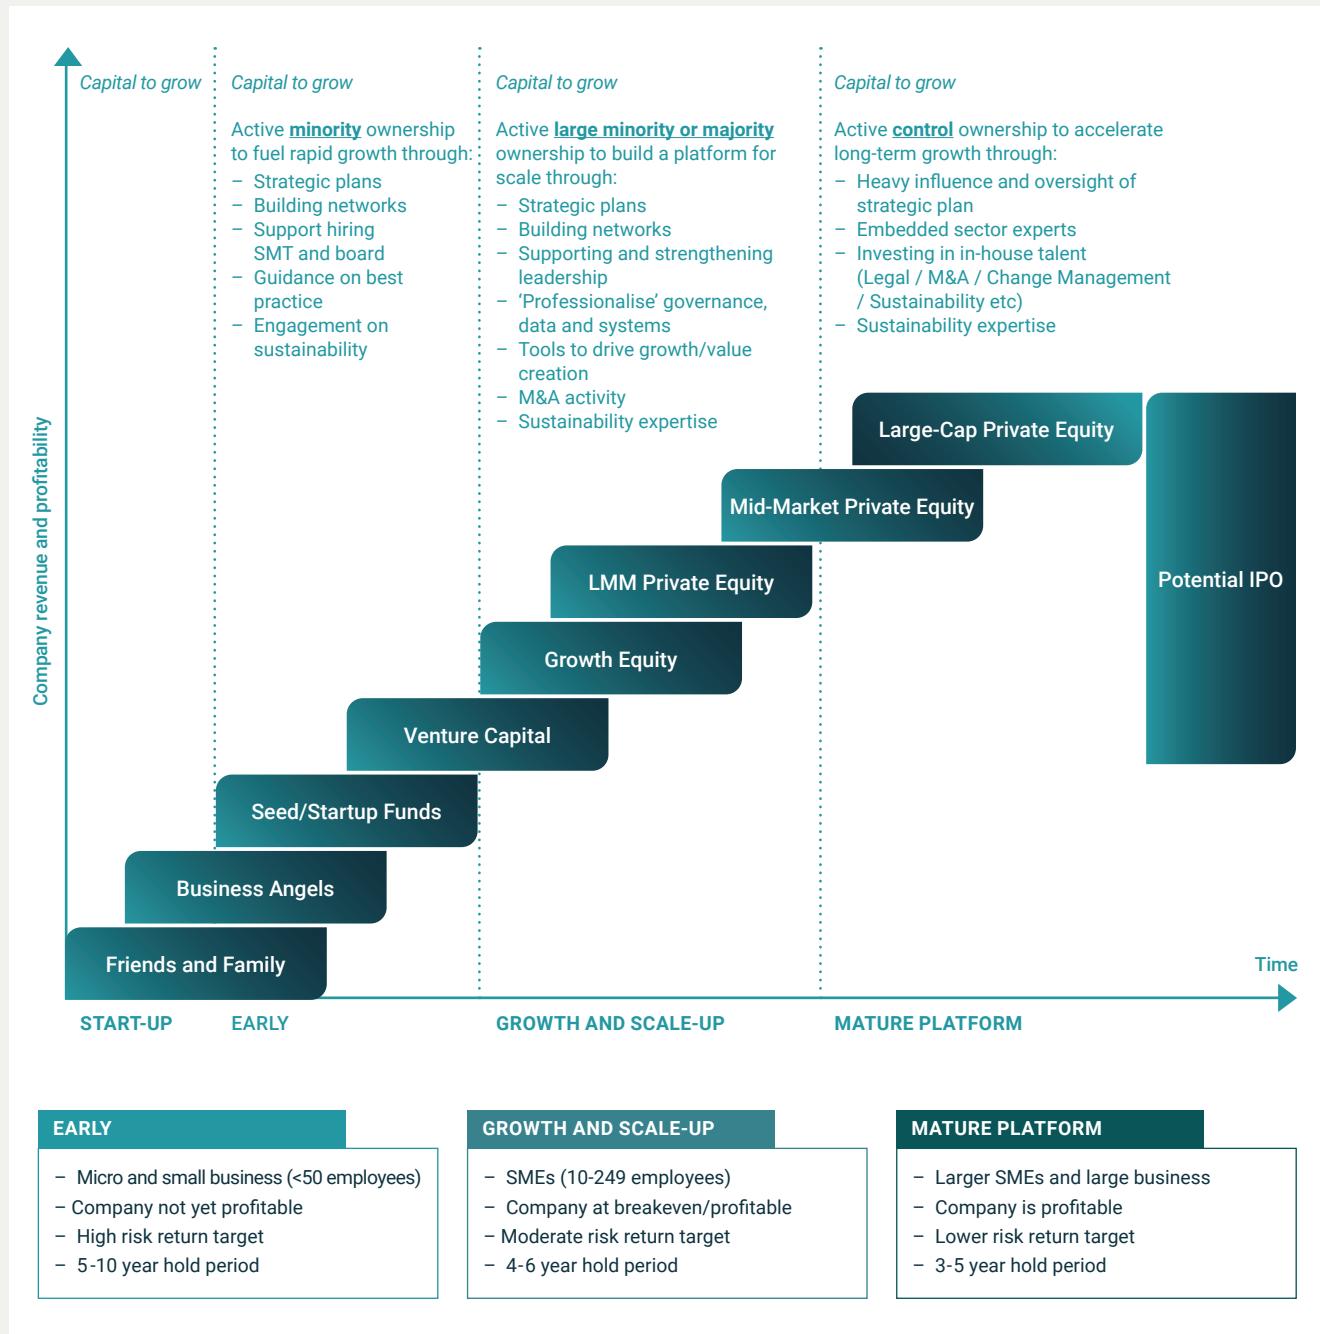 Capital to grow
Capital to grow
Active minority ownership
to fuel rapid growth through:
– Strategic plans
– Building networks
– Support hiring
SMT and board
– Guidance on best
practice
– Engagement on
sustainability
Capital to grow
Active large minority or majority
ownership to build a platform for
scale through:
– Strategic plans
– Building networks
– Supporting and strengthening
leadership
– ‘Professionalise’ governance,
data and systems
– Tools to drive growth/value
creation
– M&A activity
– Sustainability expertise
Capital to grow
Active control ownership to accelerate
long-term growth through:
– Heavy influence and oversight of
strategic plan
– Embedded sector experts
– Investing in in-house talent
(Legal / M&A / Change Management
/ Sustainability etc)
– Sustainability expertise
Company revenue and profitability
Large-Cap Private Equity
Mid-Market Private Equity
Potential IPO
LMM Private Equity
Growth Equity
Venture Capital
Seed/Startup Funds
Business Angels
Friends and Family
Time
START-UP
EARLY
GROWTH AND SCALE-UP
MATURE PLATFORM
EARLY
– Micro and small business (<50 employees)
– Company not yet profitable
– High risk return target
– 5-10 year hold period
GROWTH AND SCALE-UP
– SMEs (10-249 employees)
– Company at breakeven/profitable
– Moderate risk return target
– 4-6 year hold period
MATURE PLATFORM
– Larger SMEs and large business
– Company is profitable
– Lower risk return target
– 3-5 year hold period